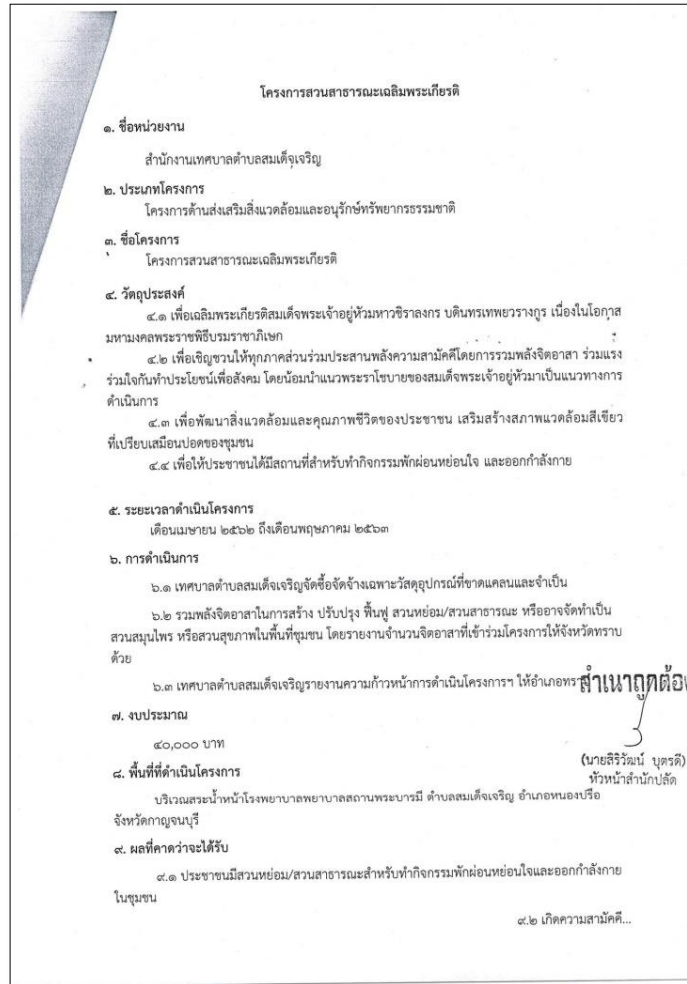 โครงการสวนสาธารณะเฉลิมพระเกียรติ
๑. ชื่อหน่วยงาน
สำนักงานเทศบาลตำบลสมเด็จเจริญ
๒. ประเภทโครงการ
โครงการด้านส่งเสริมสิ่งแวดล้อมและอนุรักษ์ทรัพยากรธรรมชาติ
๓. ชื่อโครงการ
โครงการสวนสาธารณะเฉลิมพระเกียรติ
๔. วัตถุประสงค์
๔.๑ เพื่อเฉลิมพระเกียรติสมเด็จพระเจ้าอยู่หัวมหาวชิราลงกร บดินทรเทพยวรางกูร เนื่องในโอกาส
มหามงคลพระราชพิธีบรมราชาภิเษก
๔.๒ เพื่อเชิญชวนให้ทุกภาคส่วนร่วมประสานพลังความสามัคคีโดยการรวมพลังจิตอาสา ร่วมแรง
ร่วมใจกันทำประโยชน์เพื่อสังคม โดยน้อมนำแนวพระราโชบายของสมเด็จพระเจ้าอยู่หัวมาเป็นแนวทางการ
ดำเนินการ
๔.๓ เพื่อพัฒนาสิ่งแวดล้อมและคุณภาพชีวิตของประชาชน เสริมสร้างสภาพแวดล้อมสีเขียว
ที่เปรียบเสมือนปอดของชุมชน
๔.๔ เพื่อให้ประชาชนได้มีสถานที่สำหรับทำกิจกรรมพักผ่อนหย่อนใจ และออกกำลังกาย
๕. ระยะเวลาดำเนินโครงการ
เดือนเมษายน ๒๕๖๒ ถึงเดือนพฤษภาคม ๒๕๖๓
๖. การดำเนินการ
๖.๑ เทศบาลตำบลสมเด็จเจริญจัดซื้อจัดจ้างเฉพาะวัสดุอุปกรณ์ที่ขาดแคลนและจำเป็น
๖.๒ รวมพลังจิตอาสาในการสร้าง ปรับปรุง ฟื้นฟู สวนหย่อม/สวนสาธารณะ หรืออาจจัดทำเป็น
สวนสมุนไพร หรือสวนสุขภาพในพื้นที่ชุมชน โดยรายงานจำนวนจิตอาสาที่เข้าร่วมโครงการให้จังหวัดทราบ
ด้วย
๖.๓ เทศบาลตำบลสมเด็จเจริญรายงานความก้าวหน้าการดำเนินโครงการฯ ให้อำเภอทรา
สำเนาถูกต้อง
๗. งบประมาณ
๔๐,๐๐๐ บาท
(นายสิริวัฒน์ บุตรดี)
หัวหน้าสำนักปลัด
๘. พื้นที่ที่ดำเนินโครงการ
บริเวณสระน้ำหน้าโรงพยาบาลพยาบาลสถานพระบารมี ตำบลสมเด็จเจริญ อำเภอหนองปรือ
จังหวัดกาญจนบุรี
๙. ผลที่คาดว่าจะได้รับ
๙.๑ ประชาชนมีสวนหย่อม/สวนสาธารณะสำหรับทำกิจกรรมพักผ่อนหย่อนใจและออกกำลังกาย
ในชุมชน
๙.๒ เกิดความสามัคคี...